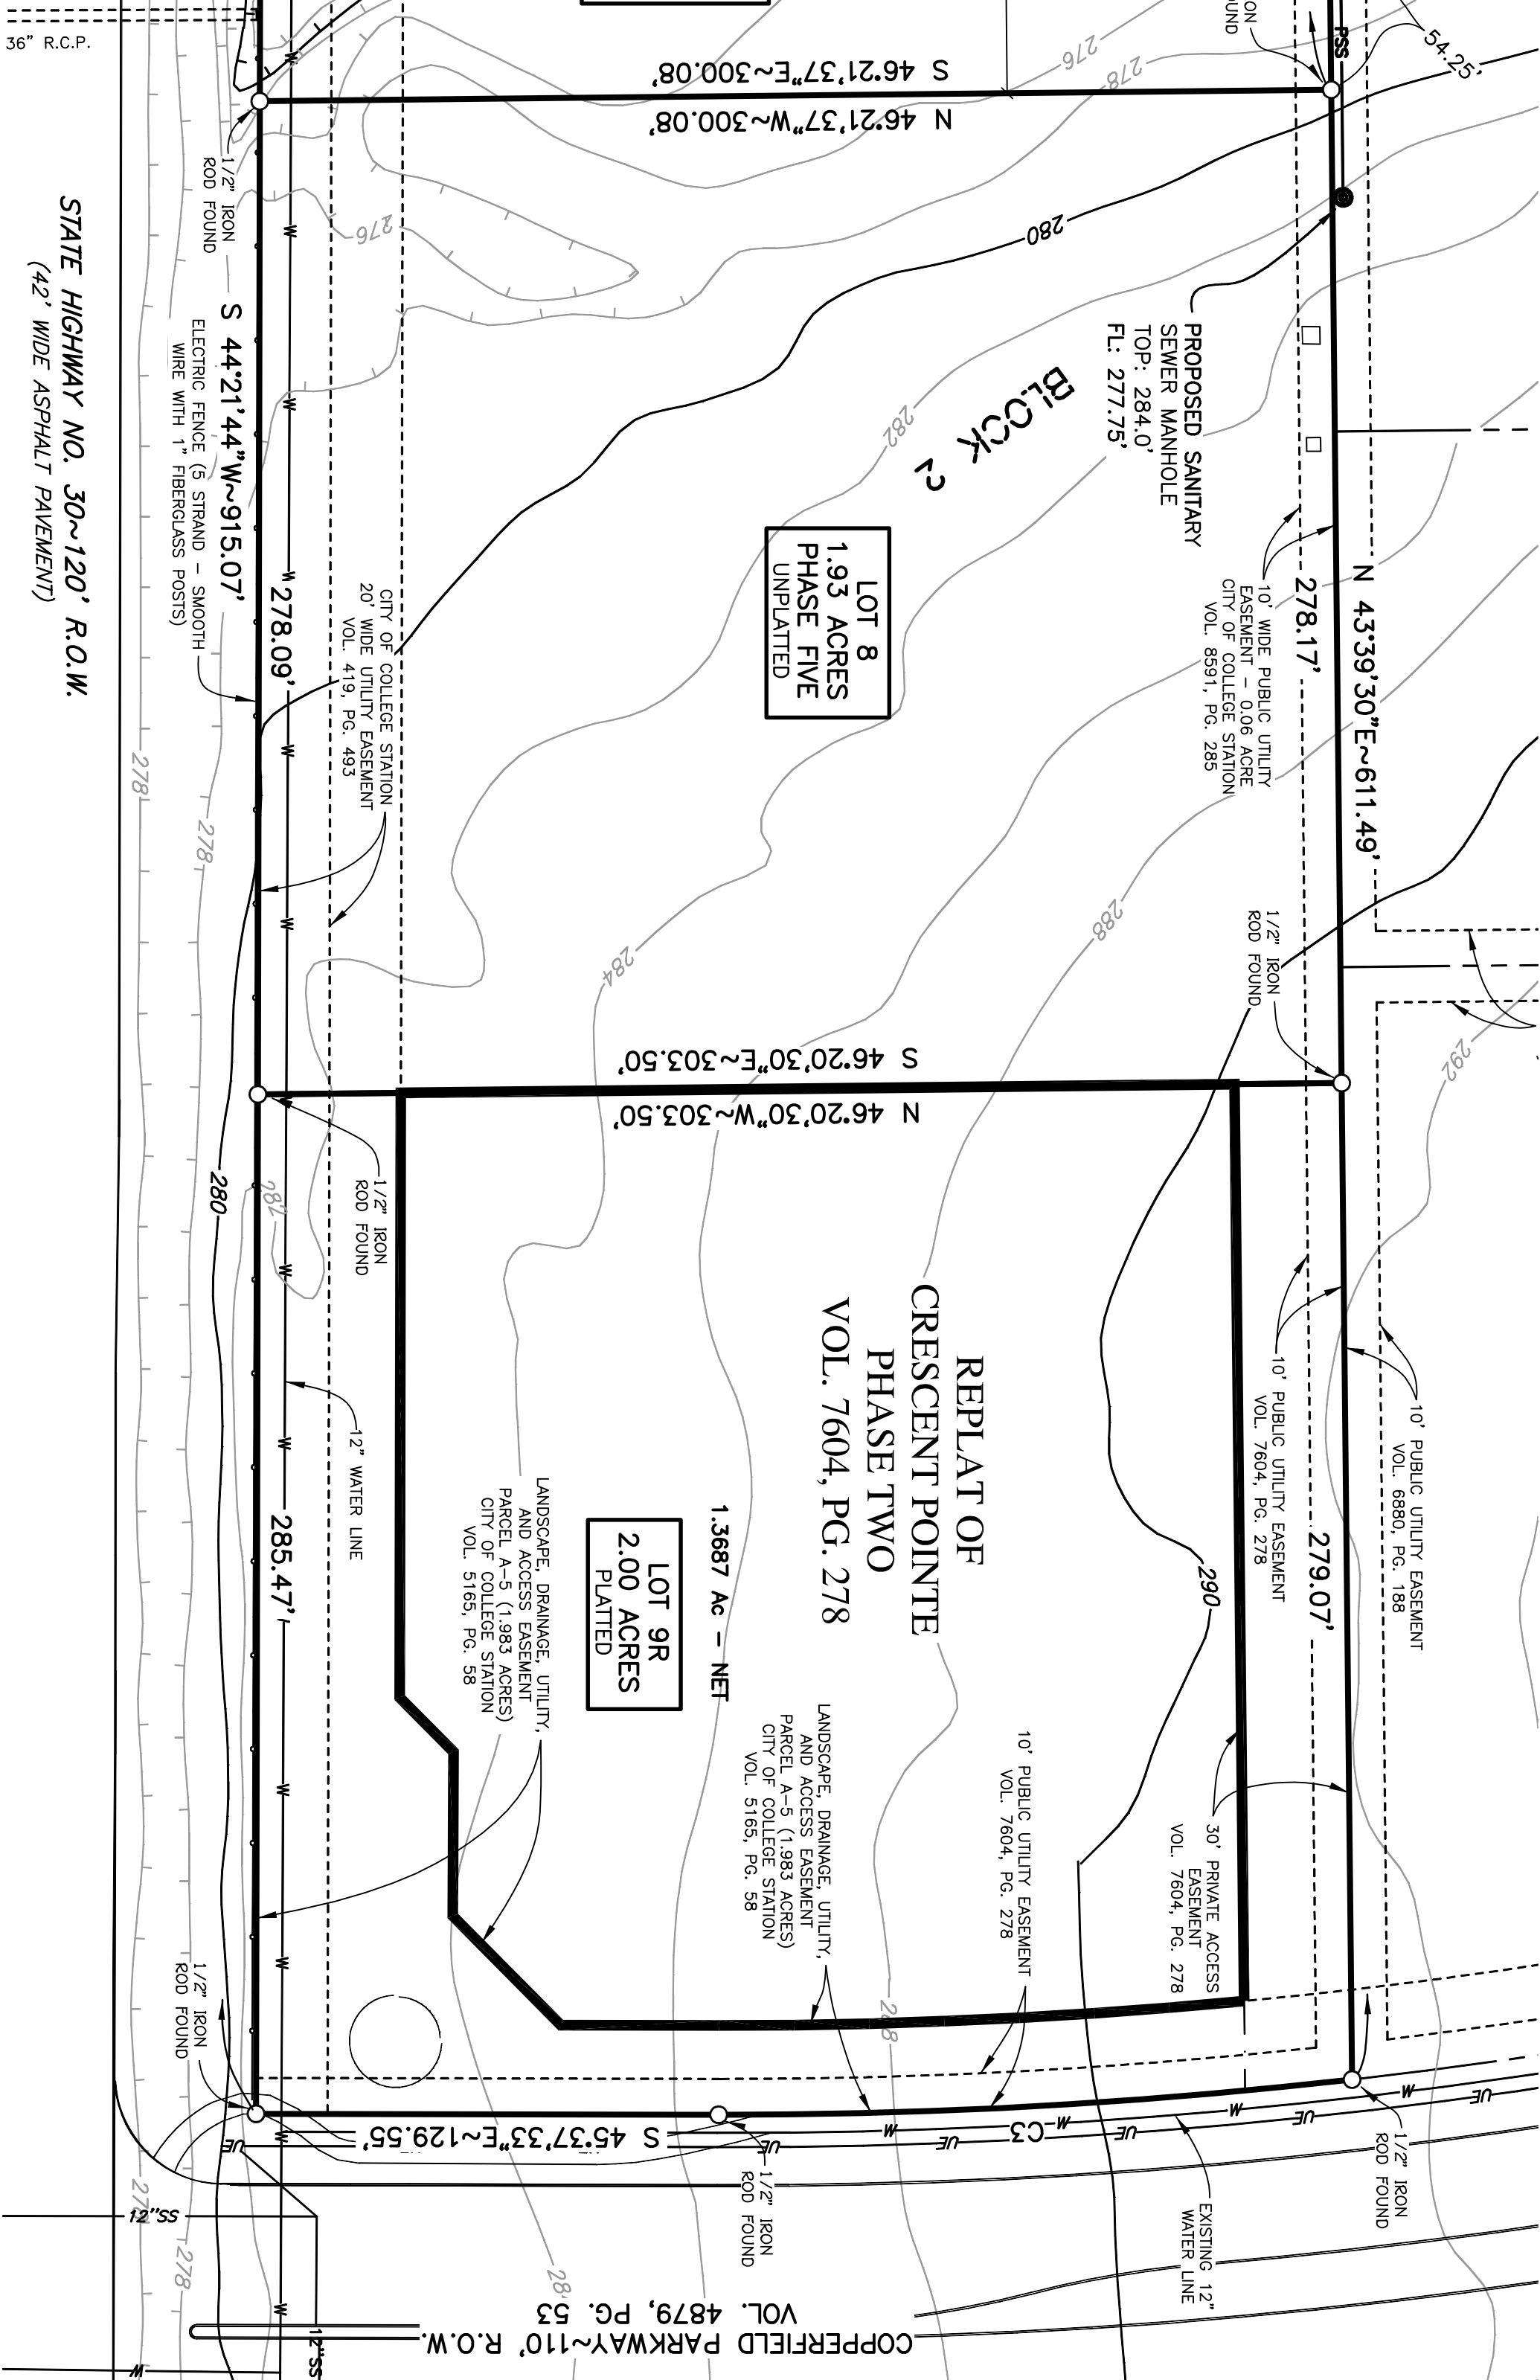 36" R.C.P.
S 46°21'37"E~300.08'
N 46°21'37"W~300.08'
276
278
54.25'
PSS
1/2" IRON
ROD FOUND
276
280
STATE HIGHWAY NO. 30~120' R.O.W.
(42' WIDE ASPHALT PAVEMENT)
S 44°21'44"W~915.07'
ELECTRIC FENCE (5 STRAND - SMOOTH
WIRE WITH 1" FIBERGLASS POSTS)
278.09'
PROPOSED SANITARY
SEWER MANHOLE
TOP: 284.0'
FL: 277.75'
BLOCK 2
282
LOT 8
1.93 ACRES
PHASE FIVE
UNPLATTED
CITY OF COLLEGE STATION
20' WIDE UTILITY EASEMENT
VOL. 419, PG. 493
10' WIDE PUBLIC UTILITY
EASEMENT - 0.06 ACRE
CITY OF COLLEGE STATION
VOL. 8591, PG. 285
278.17'
N 43°39'30"E~611.49'
278
278
284
288
1/2" IRON
ROD FOUND
292
S 46°20'30"E~303.50'
N 46°20'30"W~303.50'
280
282
1/2" IRON
ROD FOUND
REPLAT OF
CRESCENT POINTE
PHASE TWO
VOL. 7604, PG. 278
10' PUBLIC UTILITY EASEMENT
VOL. 7604, PG. 278
279.07'
10' PUBLIC UTILITY EASEMENT
VOL. 6880, PG. 188
12" WATER LINE
285.47'
LANDSCAPE, DRAINAGE, UTILITY,
AND ACCESS EASEMENT
PARCEL A-5 (1.983 ACRES)
CITY OF COLLEGE STATION
VOL. 5165, PG. 58
1.3687 Ac - NET
LOT 9R
2.00 ACRES
PLATTED
290
LANDSCAPE, DRAINAGE, UTILITY,
AND ACCESS EASEMENT
PARCEL A-5 (1.983 ACRES)
CITY OF COLLEGE STATION
VOL. 5165, PG. 58
10' PUBLIC UTILITY EASEMENT
VOL. 7604, PG. 278
30' PRIVATE ACCESS
EASEMENT
VOL. 7604, PG. 278
1/2" IRON
ROD FOUND
288
S 45°37'33"E~129.55'
C3
W
UE
1/2" IRON
ROD FOUND
EXISTING 12"
WATER LINE
1/2" IRON
ROD FOUND
12"SS
278
12"SS
COPPERFIELD PARKWAY~110' R.O.W.
VOL. 4879, PG. 53